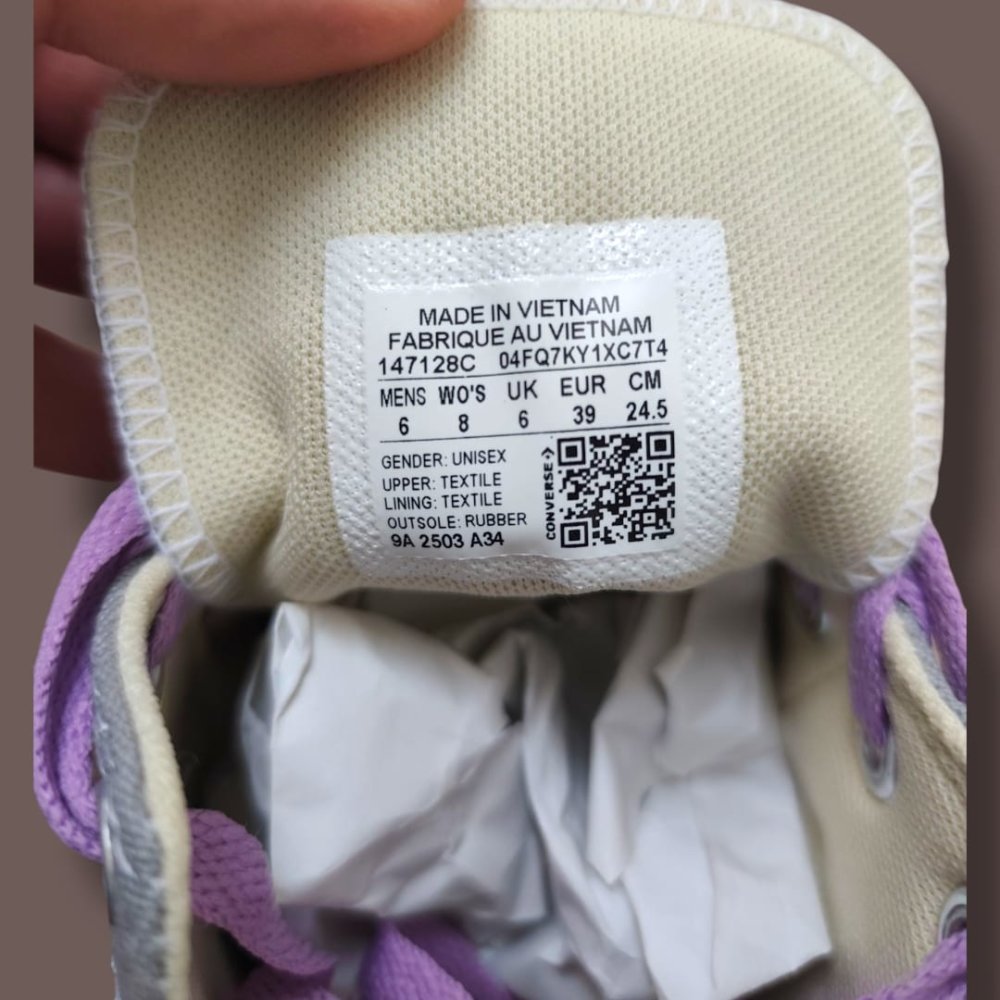 MADE IN VIETNAM
FABRIQUE AU VIETNAM
147128C 04FQ7KY1XC7T4
MENS WO'S UK EUR CM
6 8 6 39 24.5
GENDER: UNISEX
UPPER: TEXTILE
LINING: TEXTILE
OUTSOLE: RUBBER
9A 2503 A34
CONVERSE